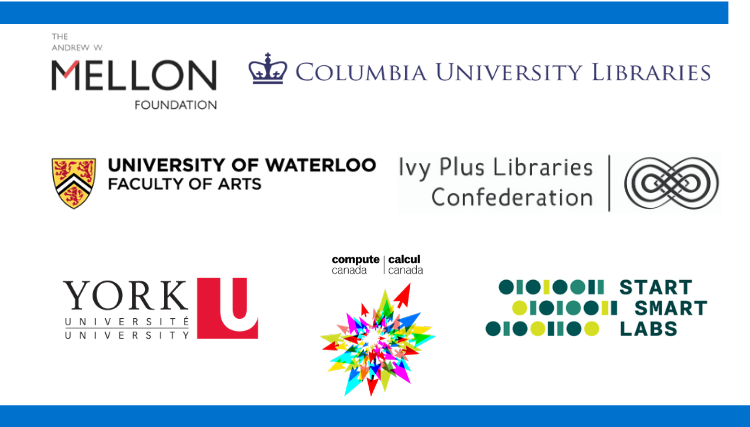 THE
ANDREW W
MELLON
FOUNDATION
COLUMBIA UNIVERSITY LIBRARIES
UNIVERSITY OF WATERLOO
FACULTY OF ARTS
Ivy Plus Libraries
Confederation
YORK
UNIVERSITÉ
UNIVERSITY
U
compute | calcul
canada | canada
START
SMART
LABS